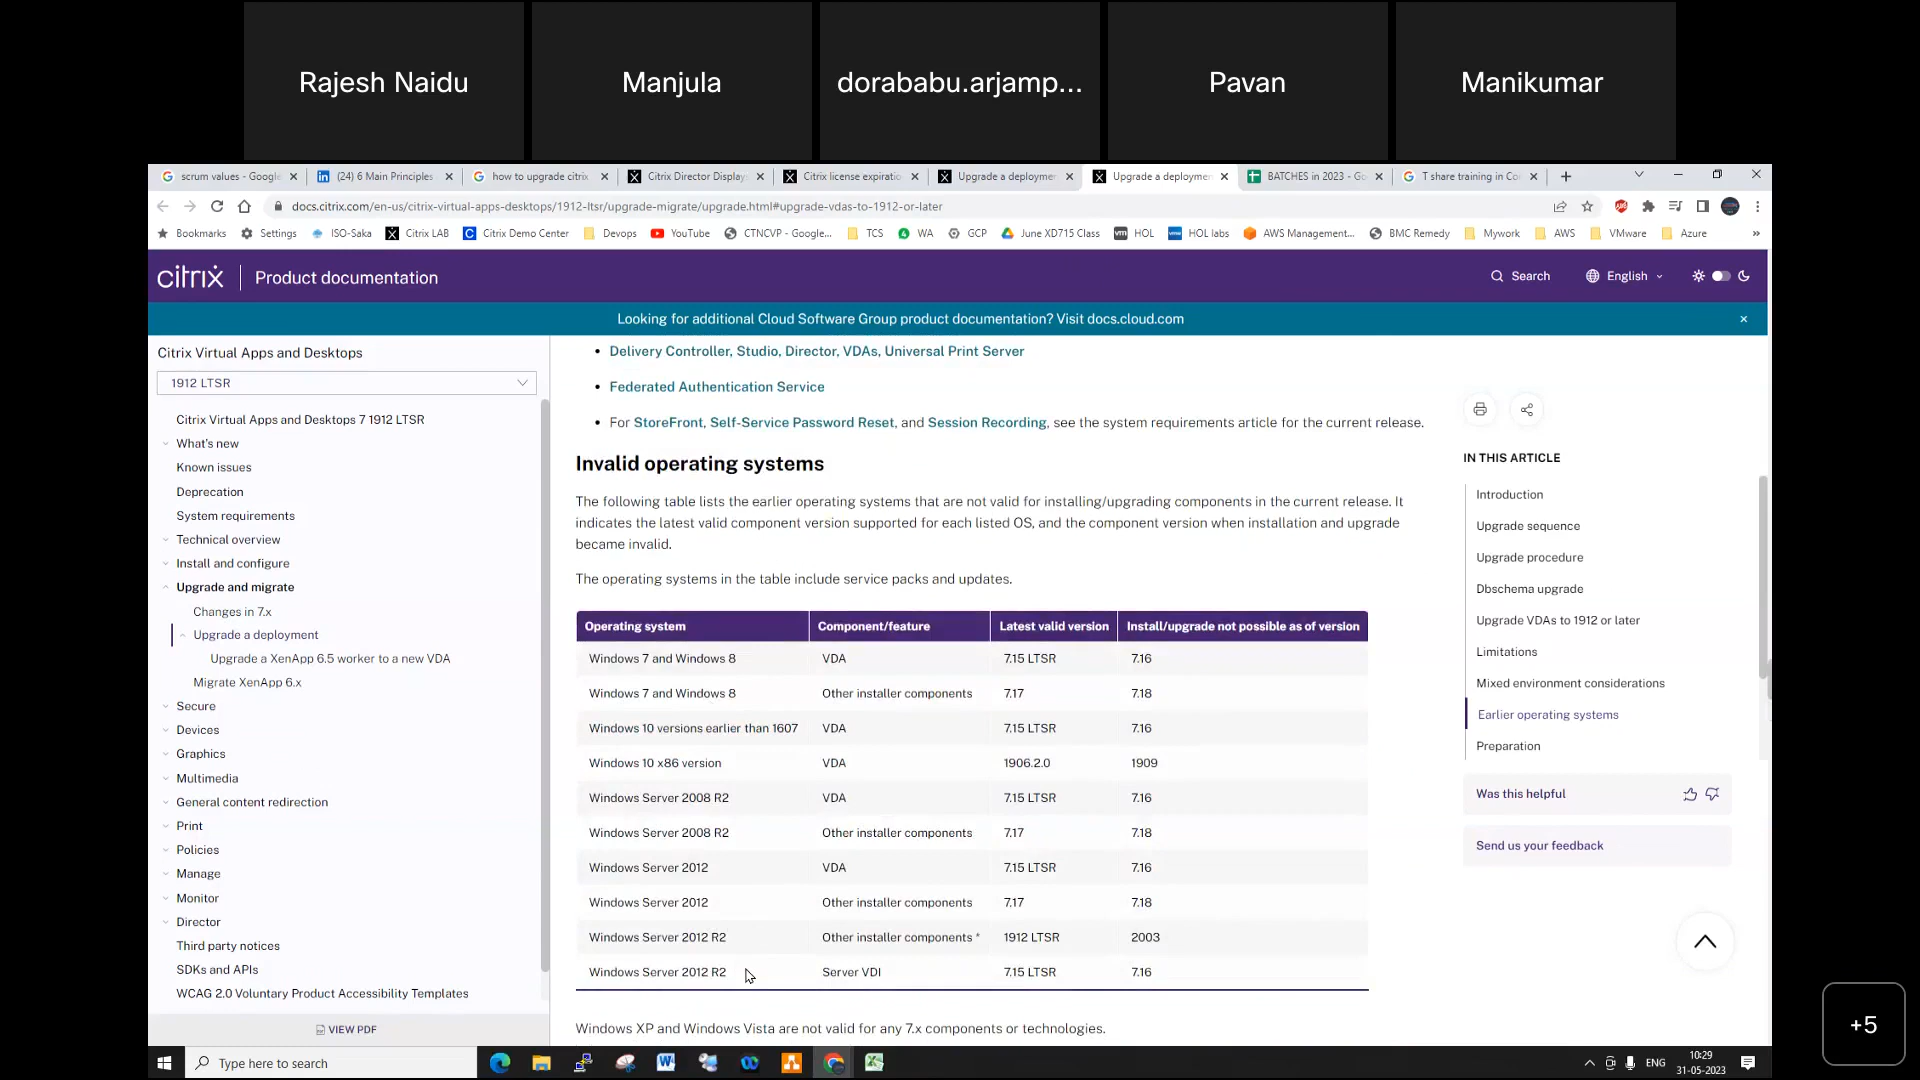 Rajesh Naidu
Manjula
dorababu.arjamp...
Pavan
Manikumar
scrum values - Google
(24) 6 Main Principles
how to upgrade citrix
Citrix Director Display
Citrix license expiratio
Upgrade a deployment
Upgrade a deployment
BATCHES in 2023 - Go
T share training in Co
docs.citrix.com/en-us/citrix-virtual-apps-desktops/1912-ltsr/upgrade-migrate/upgrade.html#upgrade-vdas-to-1912-or-later
Bookmarks
Settings
ISO-Saka
Citrix LAB
Citrix Demo Center
Devops
YouTube
CTNCVP - Google...
TCS
WA
GCP
June XD715 Class
HOL
HOL labs
AWS Management...
BMC Remedy
Mywork
AWS
VMware
Azure
»
citrix
Product documentation
Search
English
Looking for additional Cloud Software Group product documentation? Visit docs.cloud.com
Citrix Virtual Apps and Desktops
1912 LTSR
Citrix Virtual Apps and Desktops 7 1912 LTSR
What's new
Known issues
Deprecation
System requirements
Technical overview
Install and configure
Upgrade and migrate
Changes in 7.x
Upgrade a deployment
Upgrade a XenApp 6.5 worker to a new VDA
Migrate XenApp 6.x
Secure
Devices
Graphics
Multimedia
General content redirection
Print
Policies
Manage
Monitor
Director
Third party notices
SDKs and APIs
WCAG 2.0 Voluntary Product Accessibility Templates
VIEW PDF
• Delivery Controller, Studio, Director, VDAs, Universal Print Server
• Federated Authentication Service
• For StoreFront, Self-Service Password Reset, and Session Recording, see the system requirements article for the current release.
Invalid operating systems
The following table lists the earlier operating systems that are not valid for installing/upgrading components in the current release. It
indicates the latest valid component version supported for each listed OS, and the component version when installation and upgrade
became invalid.
The operating systems in the table include service packs and updates.
Operating system Component/feature Latest valid version Install/upgrade not possible as of version
Windows 7 and Windows 8 VDA 7.15 LTSR 7.16
Windows 7 and Windows 8 Other installer components 7.17 7.18
Windows 10 versions earlier than 1607 VDA 7.15 LTSR 7.16
Windows 10 x86 version VDA 1906.2.0 1909
Windows Server 2008 R2 VDA 7.15 LTSR 7.16
Windows Server 2008 R2 Other installer components 7.17 7.18
Windows Server 2012 VDA 7.15 LTSR 7.16
Windows Server 2012 Other installer components 7.17 7.18
Windows Server 2012 R2 Other installer components * 1912 LTSR 2003
Windows Server 2012 R2 Server VDI 7.15 LTSR 7.16
Windows XP and Windows Vista are not valid for any 7.x components or technologies.
IN THIS ARTICLE
Introduction
Upgrade sequence
Upgrade procedure
Dbschema upgrade
Upgrade VDAs to 1912 or later
Limitations
Mixed environment considerations
Earlier operating systems
Preparation
Was this helpful
Send us your feedback
+5
Type here to search
ENG
10:29
31-05-2023